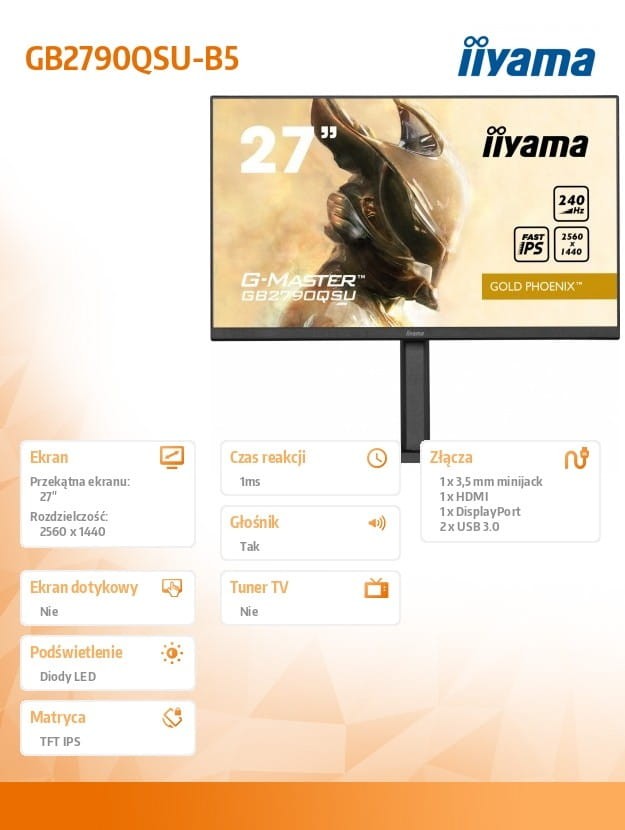 GB2790QSU-B5
iiyama
27"
iiyama
240
Hz
FAST
IPS
2560
x
1440
G-MASTER™
GB2790QSU
GOLD PHOENIX™
iiyama
Ekran
Przekątna ekranu:
27"
Rozdzielczość:
2560 x 1440
Czas reakcji
1ms
Głośnik
Tak
Złącza
1 x 3,5 mm minijack
1 x HDMI
1 x DisplayPort
2 x USB 3.0
Ekran dotykowy
Nie
Tuner TV
Nie
Podświetlenie
Diody LED
Matryca
TFT IPS